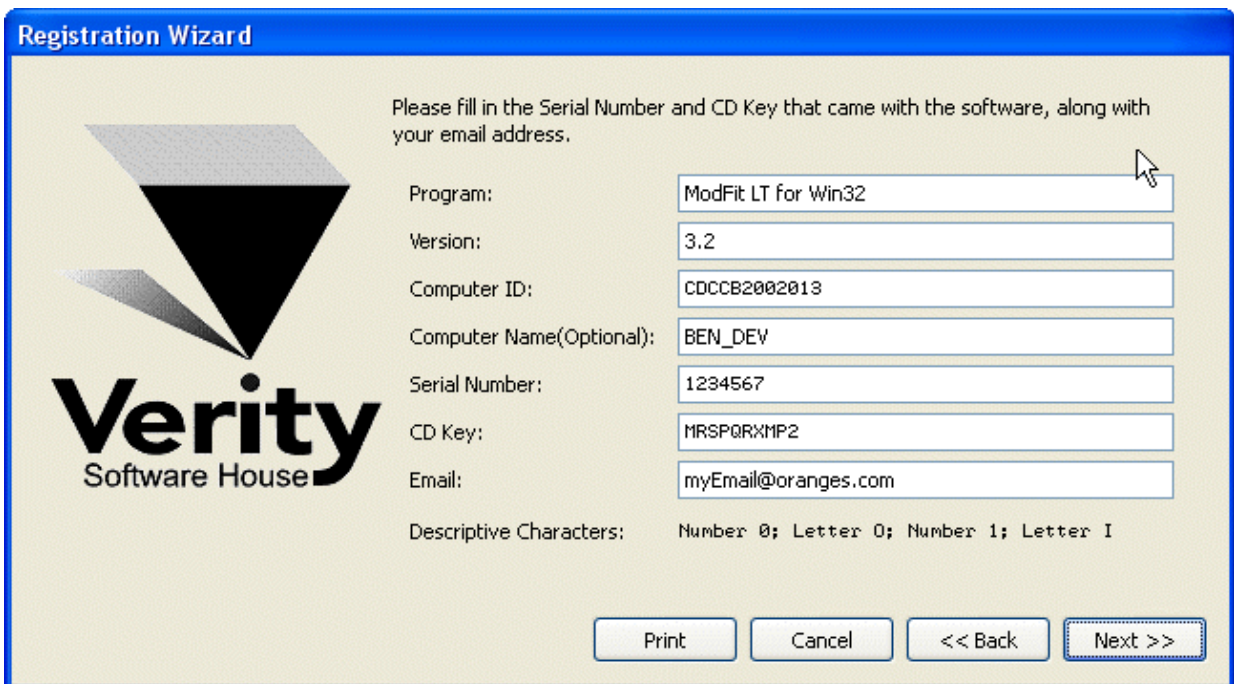 Registration Wizard
Please fill in the Serial Number and CD Key that came with the software, along with
your email address.
Program: ModFit LT for Win32
Version: 3.2
Computer ID: CDCCB2002013
Computer Name(Optional): BEN_DEV
Serial Number: 1234567
CD Key: MRSPQRXMP2
Email: myEmail@oranges.com
Descriptive Characters: Number 0; Letter O; Number 1; Letter I
Verity
Software House
Print Cancel << Back Next >>